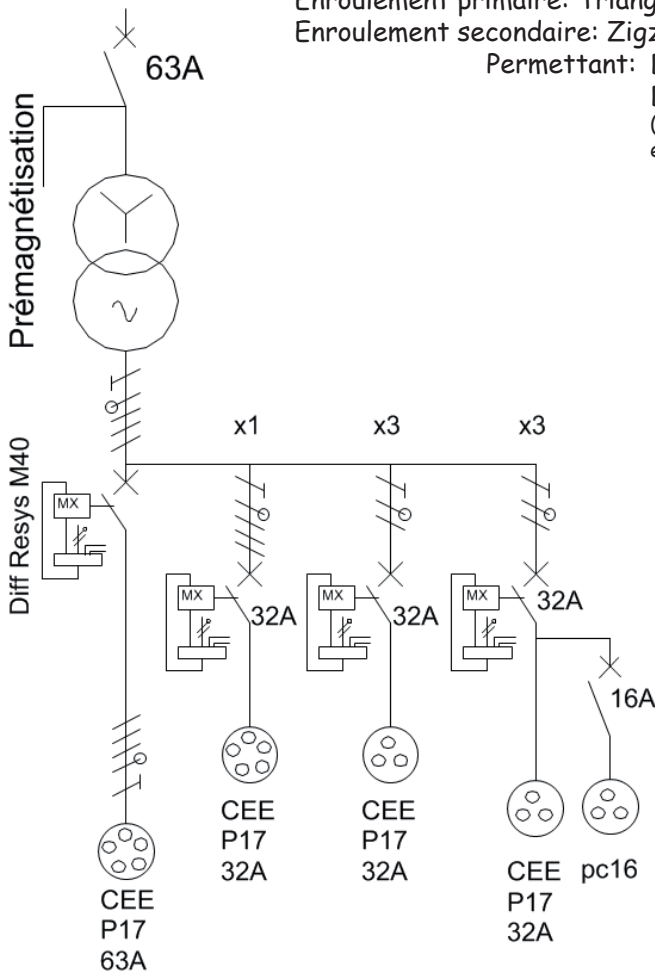 Enroulement primaire: Triang
Enroulement secondaire: Zigz
Permettant:
63A
Prémagnétisation
Diff Resys M40
x1
x3
x3
MX
MX
MX
MX
32A
32A
32A
16A
CEE
P17
32A
CEE
P17
32A
CEE
P17
32A
pc16
CEE
P17
63A